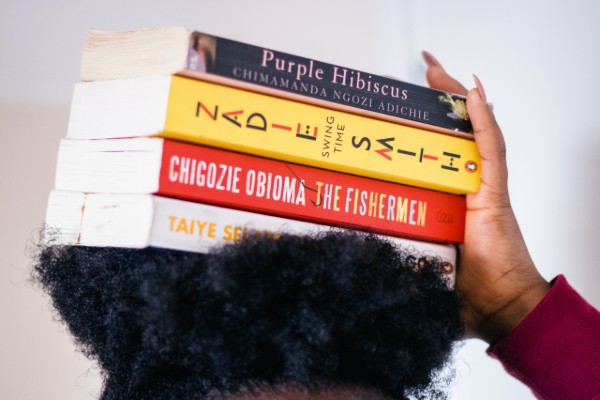 Purple Hibiscus
CHIMAMANDA NGOZI ADICHIE
ZADIE
SWING
TIME
SMITH
CHIGOZIE OBIOMA THE FISHERMEN
TAIYE